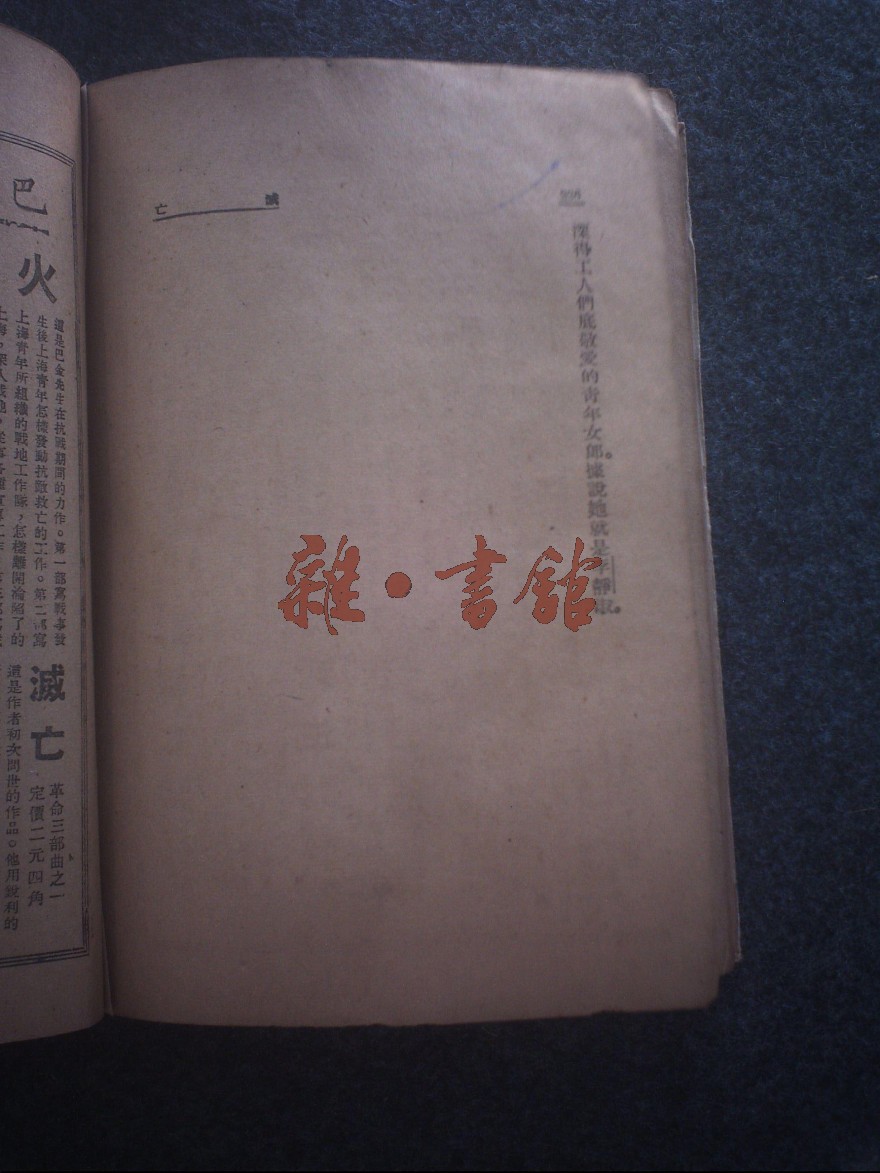 滅亡
深得工人們底敬愛的青年女郎。據說她就是李靜淑。
雜·書館
巴
火
這是巴金先生在抗戰期間的力作。第一部寫戰事發
生後上海青年怎樣發動抗敵救亡的工作。第二部寫
上海青年所組織的戰地工作隊，怎樣離開淪陷了的
滅亡
革命三部曲之一
定價二元四角
這是作者初次問世的作品。他用銳利的